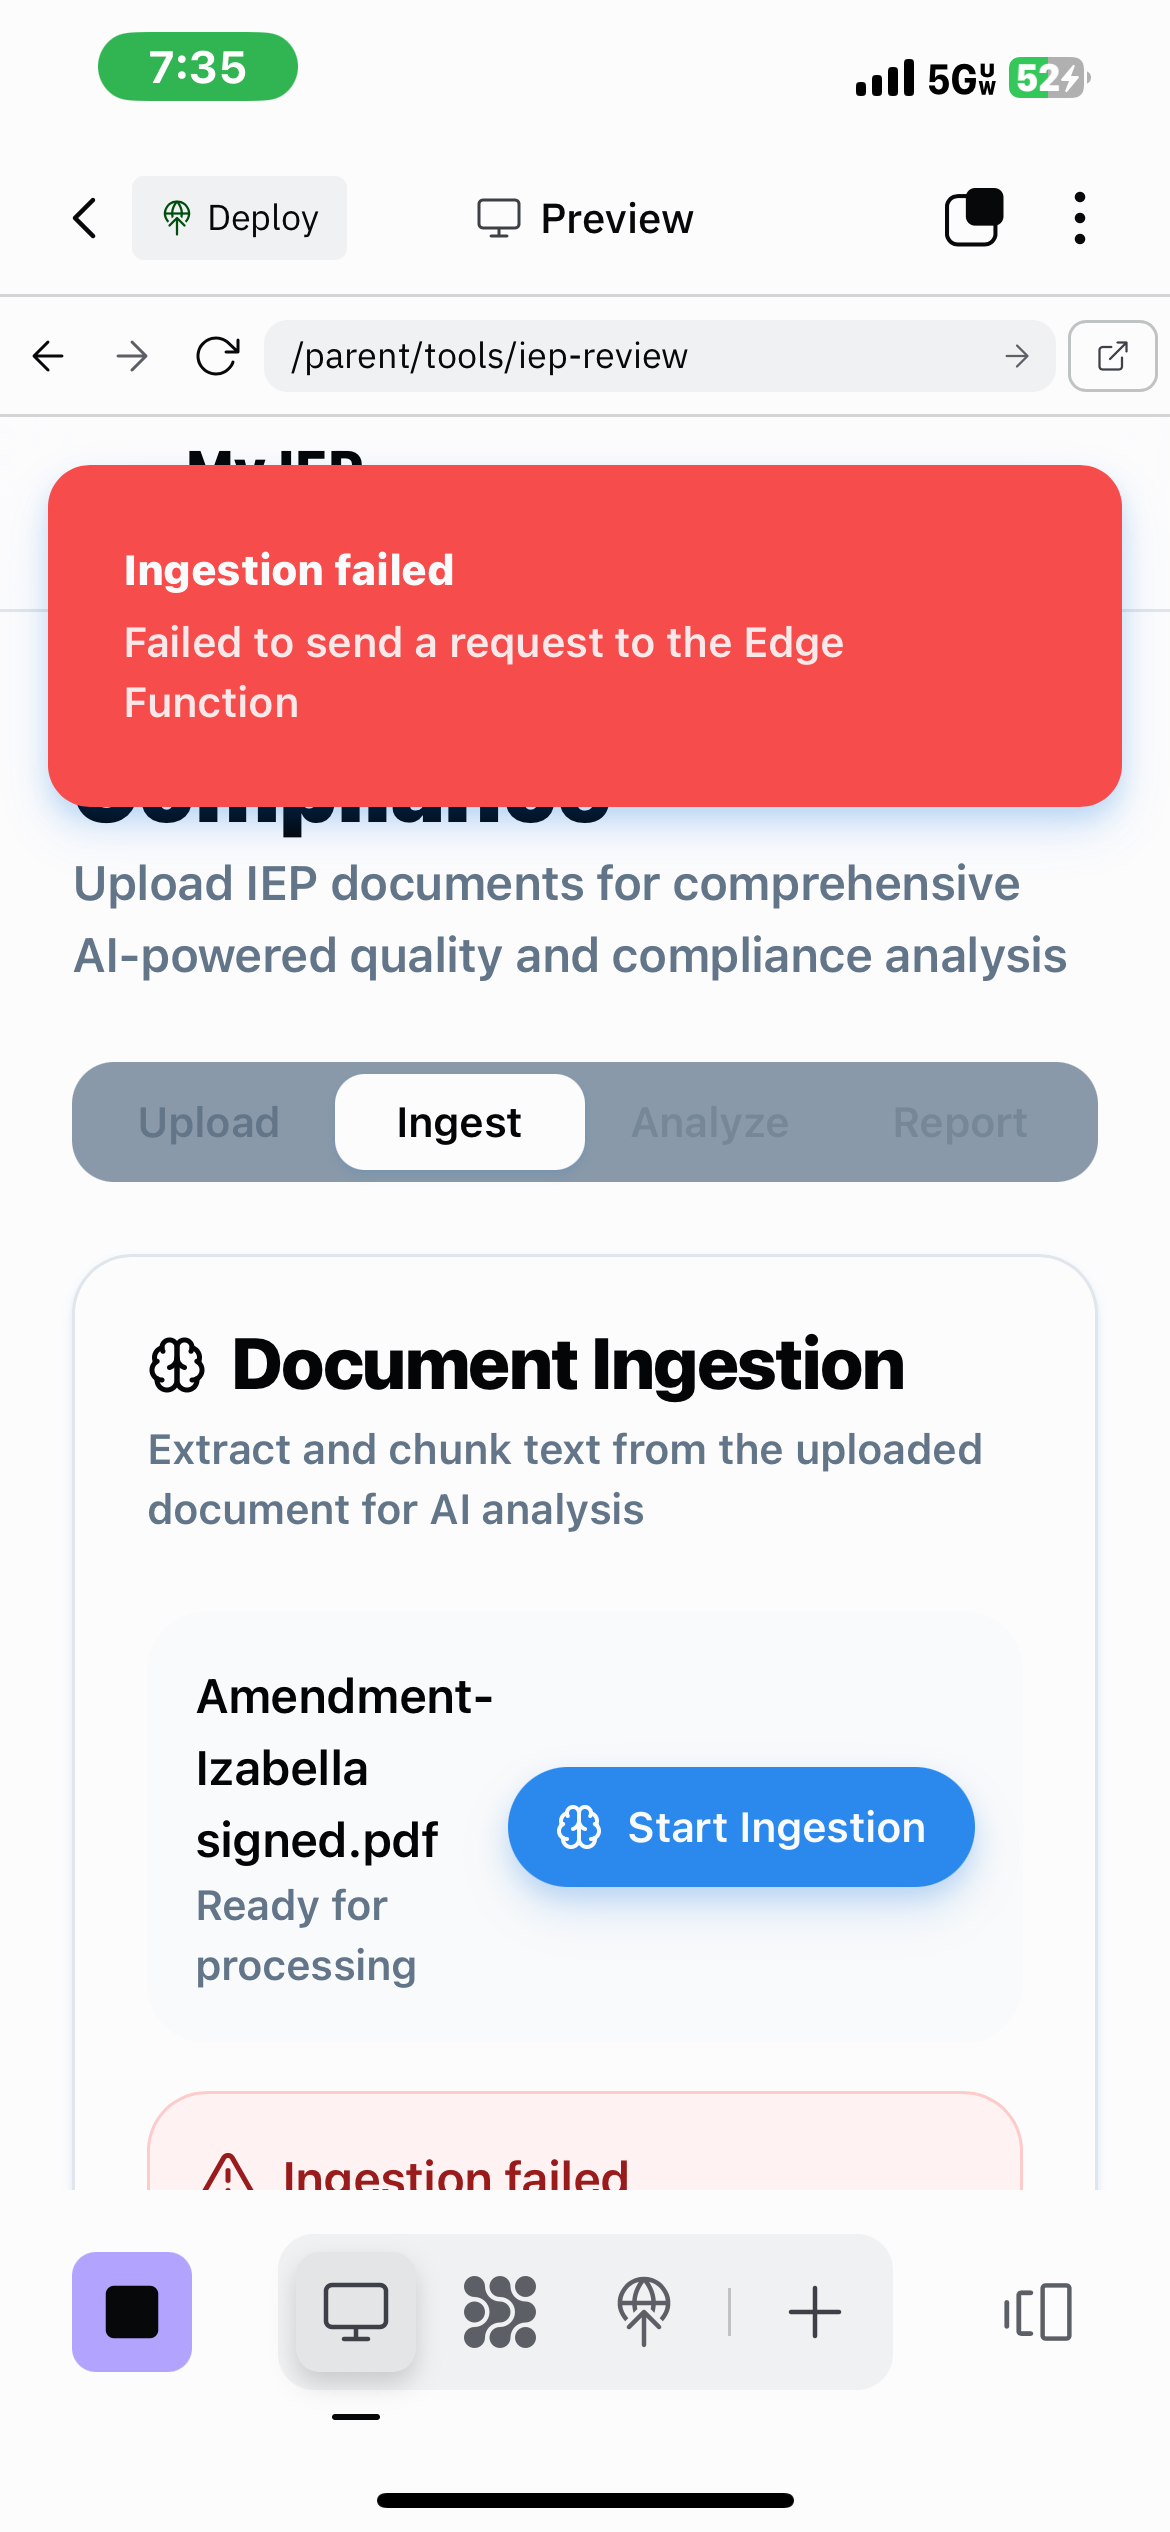 7:35
5G UW
52
Deploy
Preview
/parent/tools/iep-review
My IEP
Ingestion failed
Failed to send a request to the Edge
Function
Compliance
Upload IEP documents for comprehensive
AI-powered quality and compliance analysis
Upload Ingest Analyze Report
Document Ingestion
Extract and chunk text from the uploaded
document for AI analysis
Amendment-
Izabella
signed.pdf
Ready for
processing
Start Ingestion
Ingestion failed